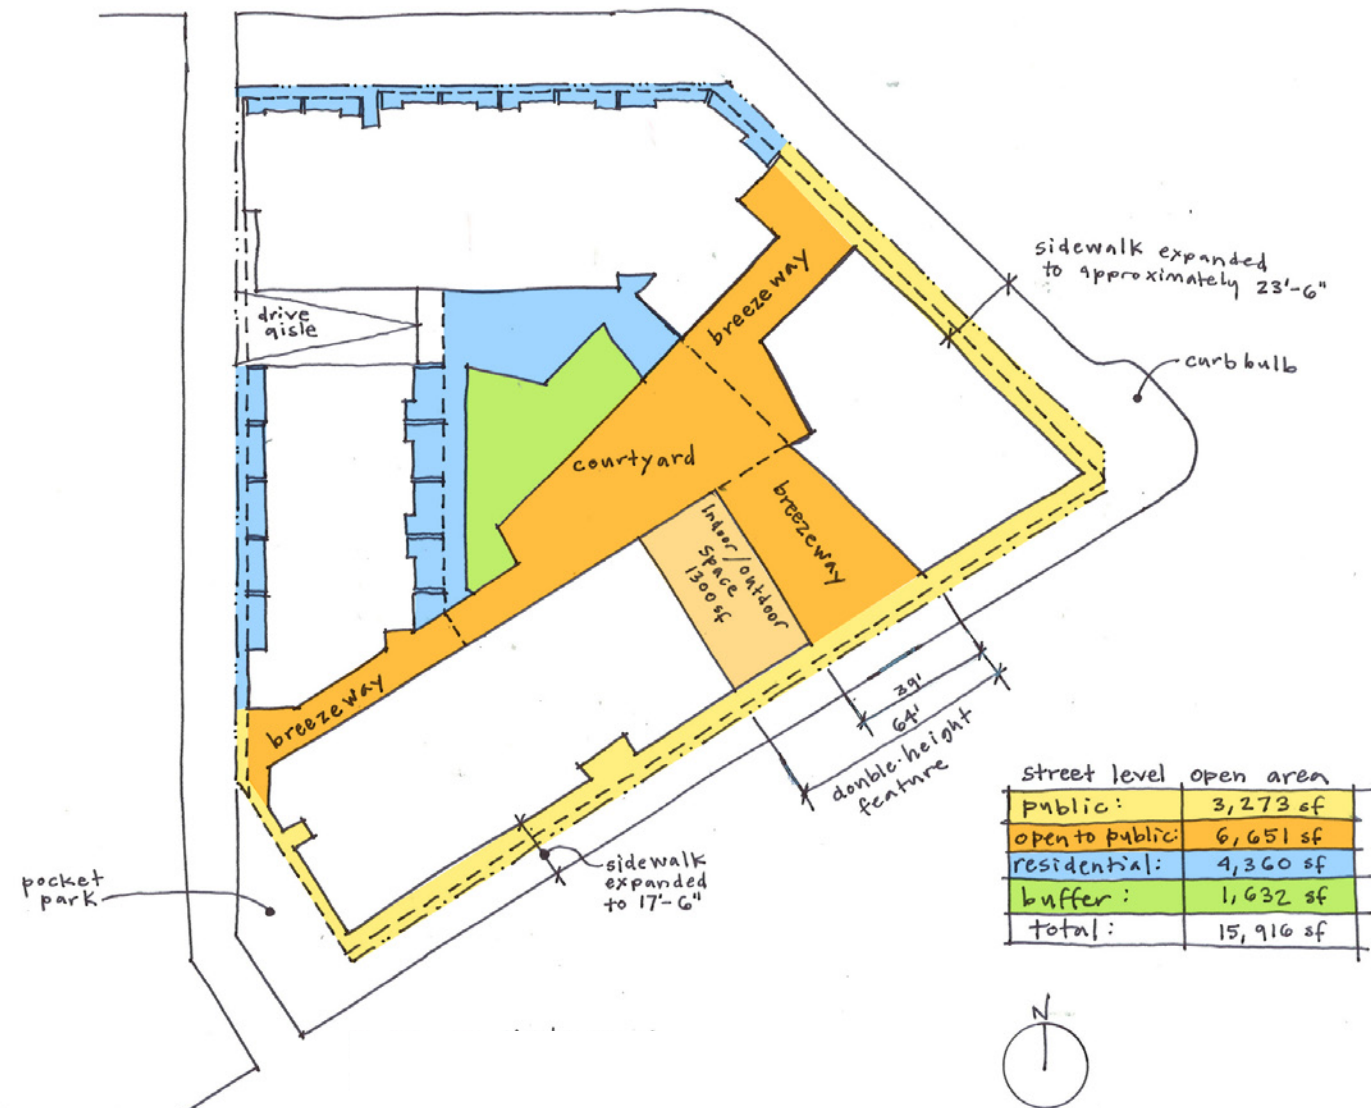 sidewalk expanded
to approximately 23'-6"
drive
aisle
breezeway
curb bulb
courtyard
breezeway
Indoor/outdoor
space
1300 sf
breezeway
39'
64'
double-height
feature
sidewalk
expanded
to 17'-6"
pocket
park
street level open area
public: 3,273 sf
open to public: 6,651 sf
residential: 4,360 sf
buffer: 1,632 sf
total: 15,916 sf
N